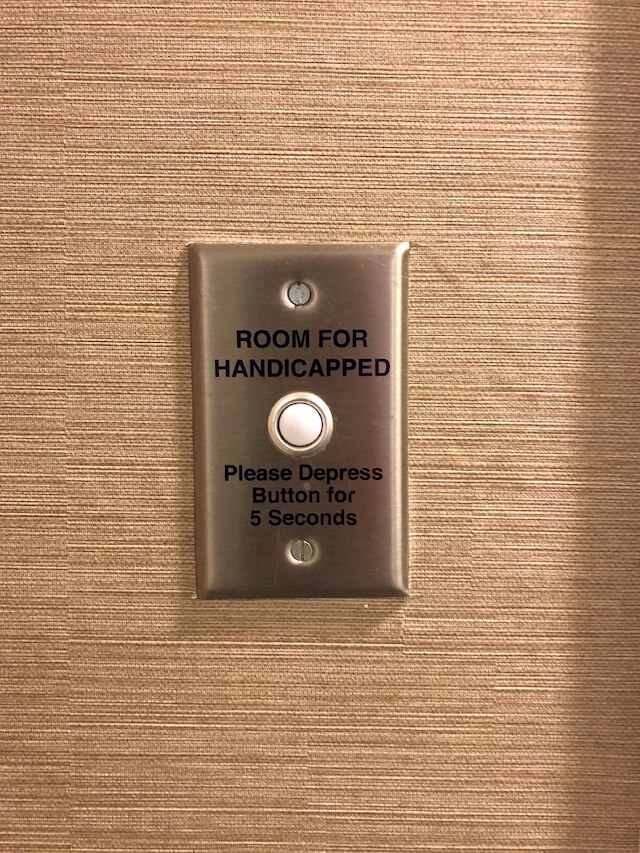 ROOM FOR
HANDICAPPED
Please Depress
Button for
5 Seconds